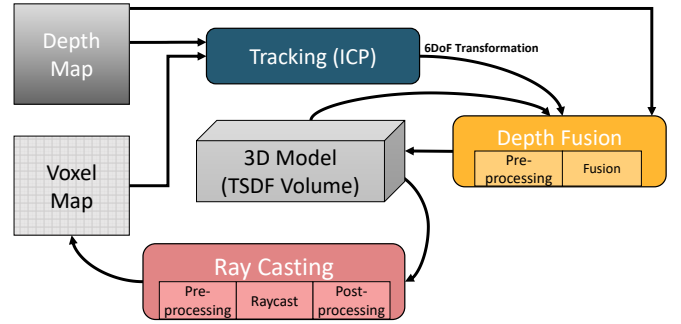 Depth
Map
Tracking (ICP)
6DoF Transformation
Depth Fusion
Pre-
processing
Fusion
Voxel
Map
3D Model
(TSDF Volume)
Ray Casting
Pre-
processing
Raycast
Post-
processing